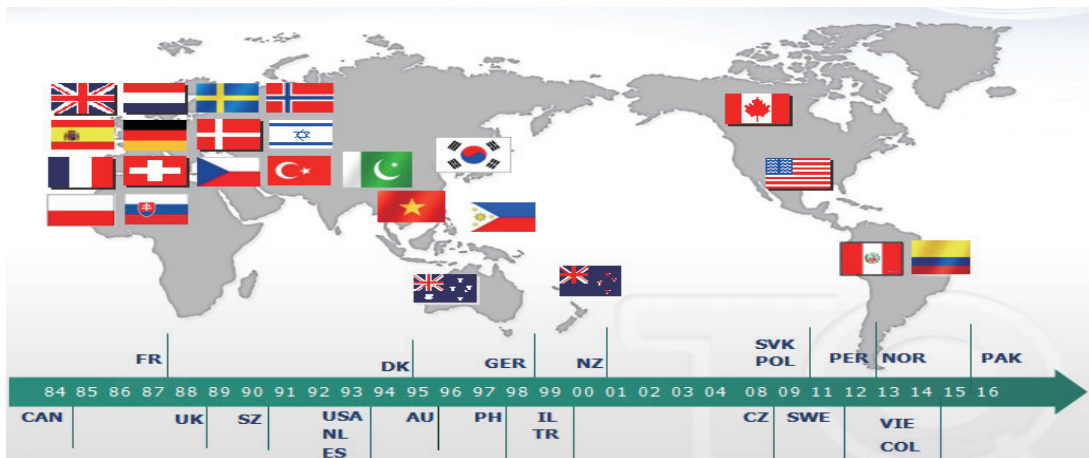 SVK
FR DK GER NZ POL PER NOR PAK
84 85 86 87 88 89 90 91 92 93 94 95 96 97 98 99 00 01 02 03 04 08 09 11 12 13 14 15 16
CAN UK SZ USA AU PH IL CZ SWE VIE
NL TR COL
ES